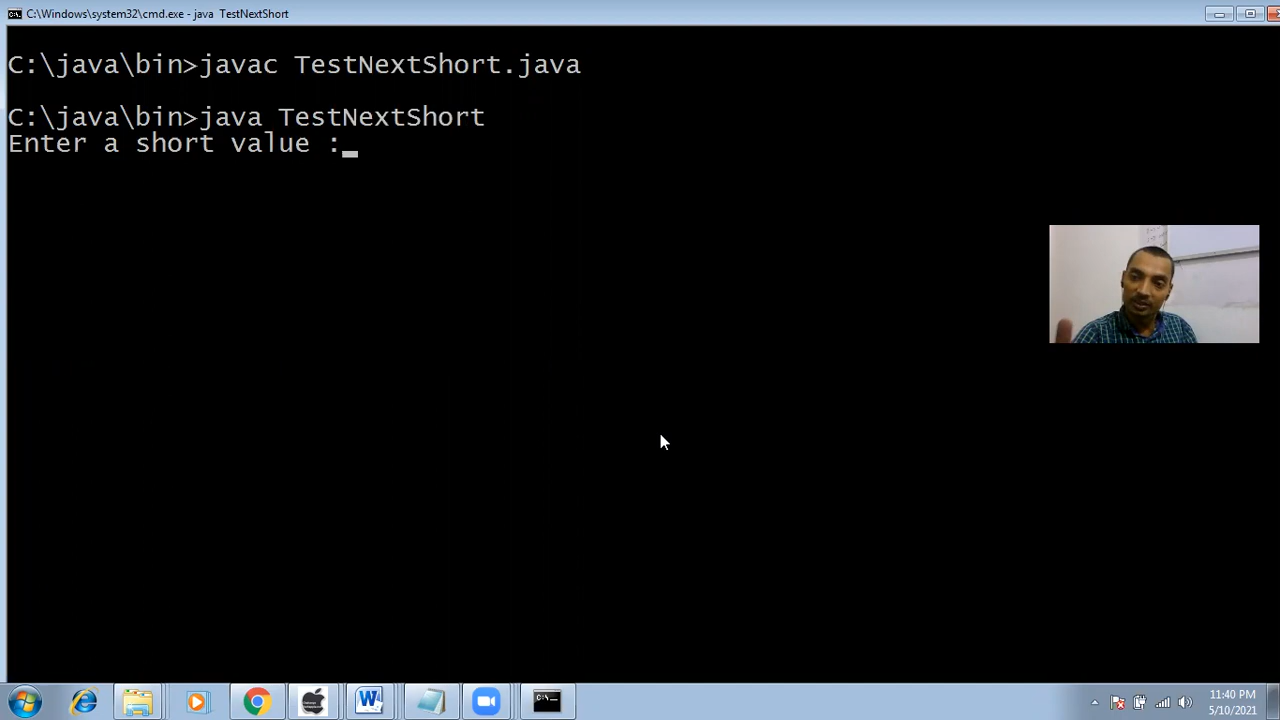 C:\Windows\system32\cmd.exe - java  TestNextShort
C:\java\bin>javac TestNextShort.java
C:\java\bin>java TestNextShort
Enter a short value :_
11:40 PM
5/10/2021